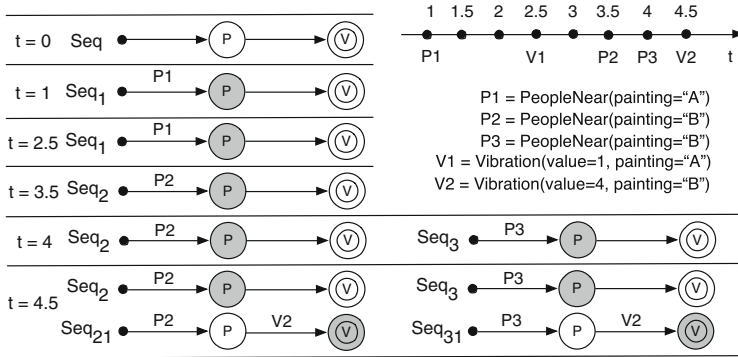 1 1.5 2 2.5 3 3.5 4 4.5
P1 V1 P2 P3 V2 t
P1 = PeopleNear(painting=“A”)
P2 = PeopleNear(painting=“B”)
P3 = PeopleNear(painting=“B”)
V1 = Vibration(value=1, painting=“A”)
V2 = Vibration(value=4, painting=“B”)
t = 0 Seq P V
t = 1 Seq1 P1 P V
t = 2.5 Seq1 P1 P V
t = 3.5 Seq2 P2 P V
t = 4 Seq2 P2 P V Seq3 P3 P V
t = 4.5 Seq2 P2 P V Seq3 P3 P V
Seq21 P2 P V2 V Seq31 P3 P V2 V